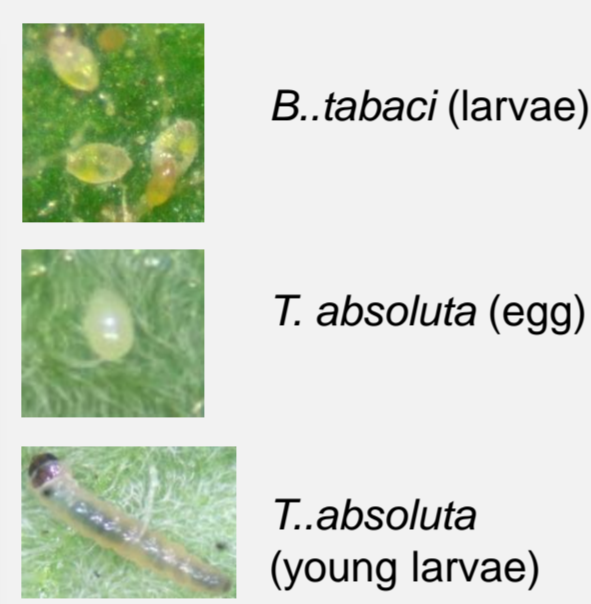 B..tabaci (larvae)
T. absoluta (egg)
T..absoluta
(young larvae)